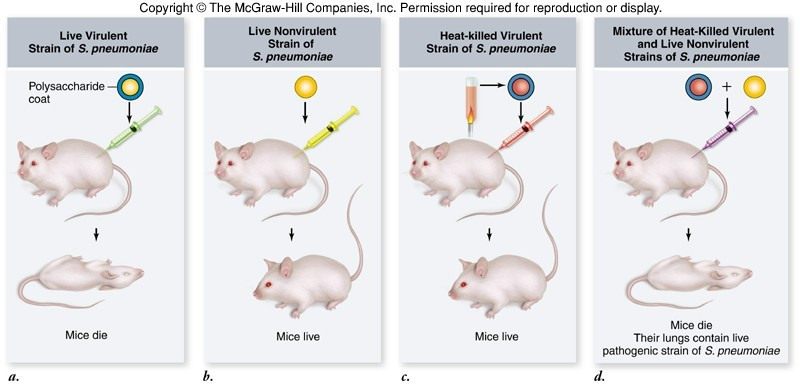 Copyright © The McGraw-Hill Companies, Inc. Permission required for reproduction or display.
Live Virulent
Strain of S. pneumoniae
Polysaccharide
coat
Mice die
a.
Live Nonvirulent
Strain of
S. pneumoniae
Mice live
b.
Heat-killed Virulent
Strain of S. pneumoniae
Mice live
c.
Mixture of Heat-Killed Virulent
and Live Nonvirulent
Strains of S. pneumoniae
+
Mice die
Their lungs contain live
pathogenic strain of S. pneumoniae
d.